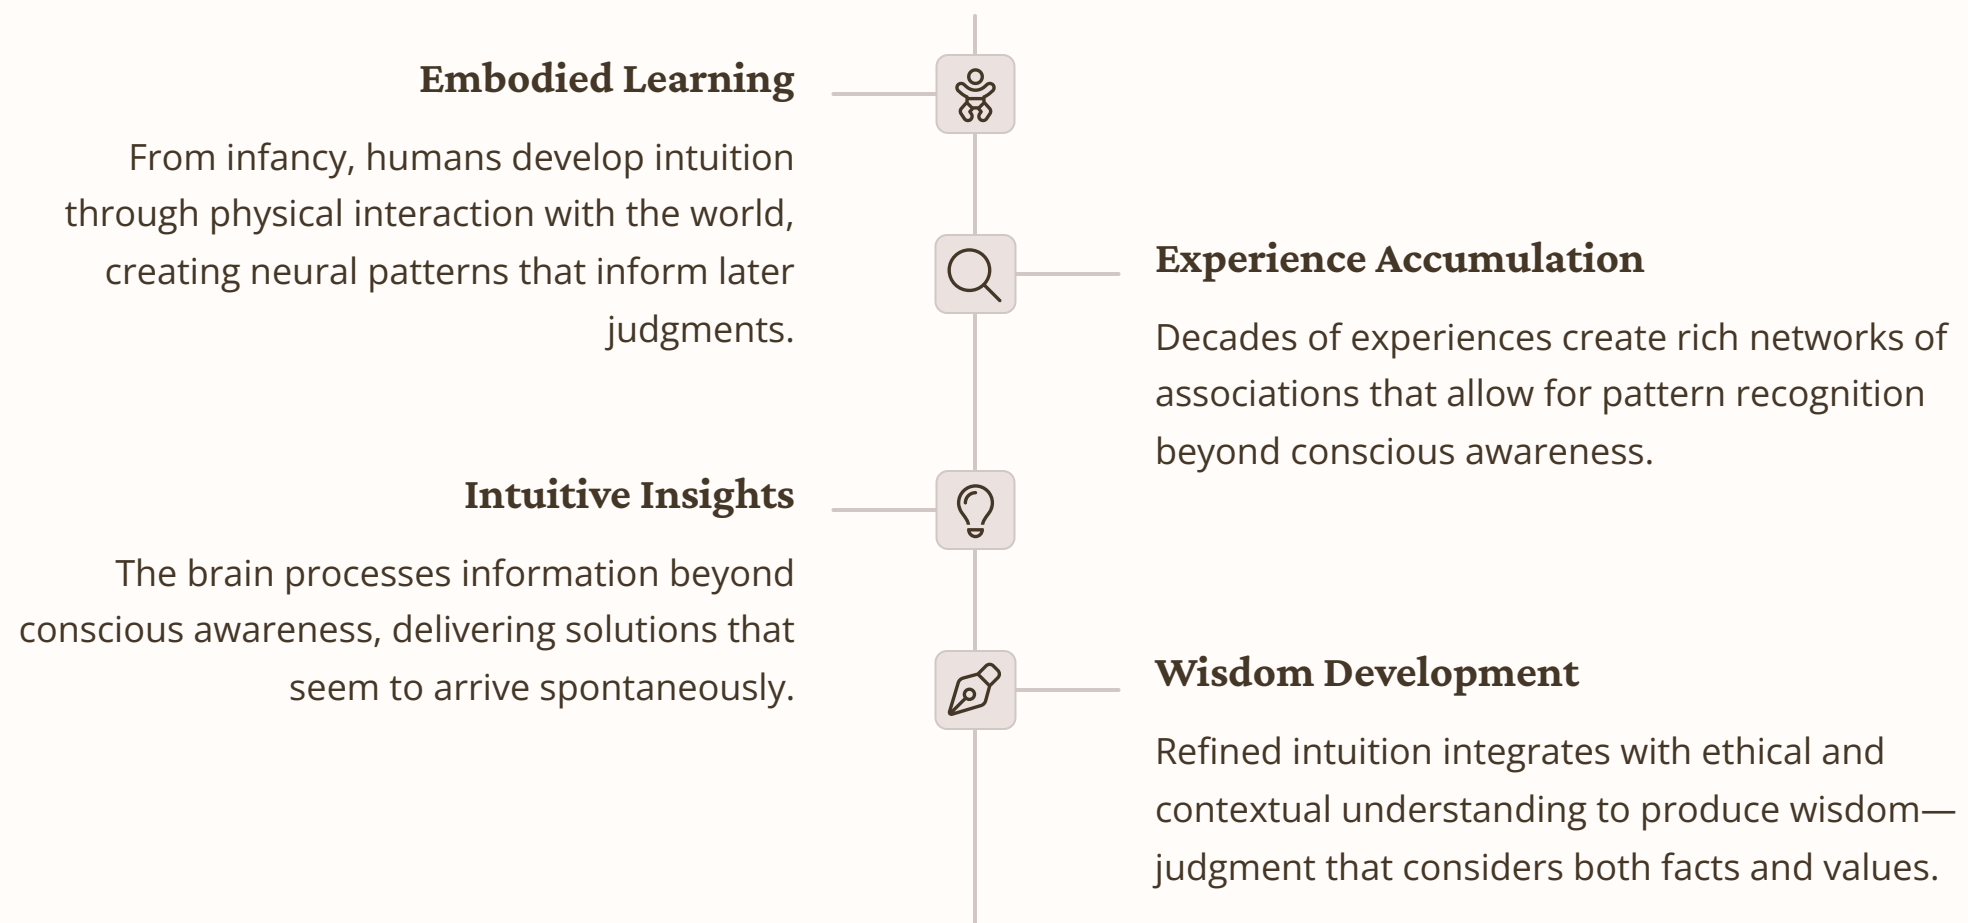 Embodied Learning
From infancy, humans develop intuition
through physical interaction with the world,
creating neural patterns that inform later
judgments.
Experience Accumulation
Decades of experiences create rich networks of
associations that allow for pattern recognition
beyond conscious awareness.
Intuitive Insights
The brain processes information beyond
conscious awareness, delivering solutions that
seem to arrive spontaneously.
Wisdom Development
Refined intuition integrates with ethical and
contextual understanding to produce wisdom—
judgment that considers both facts and values.